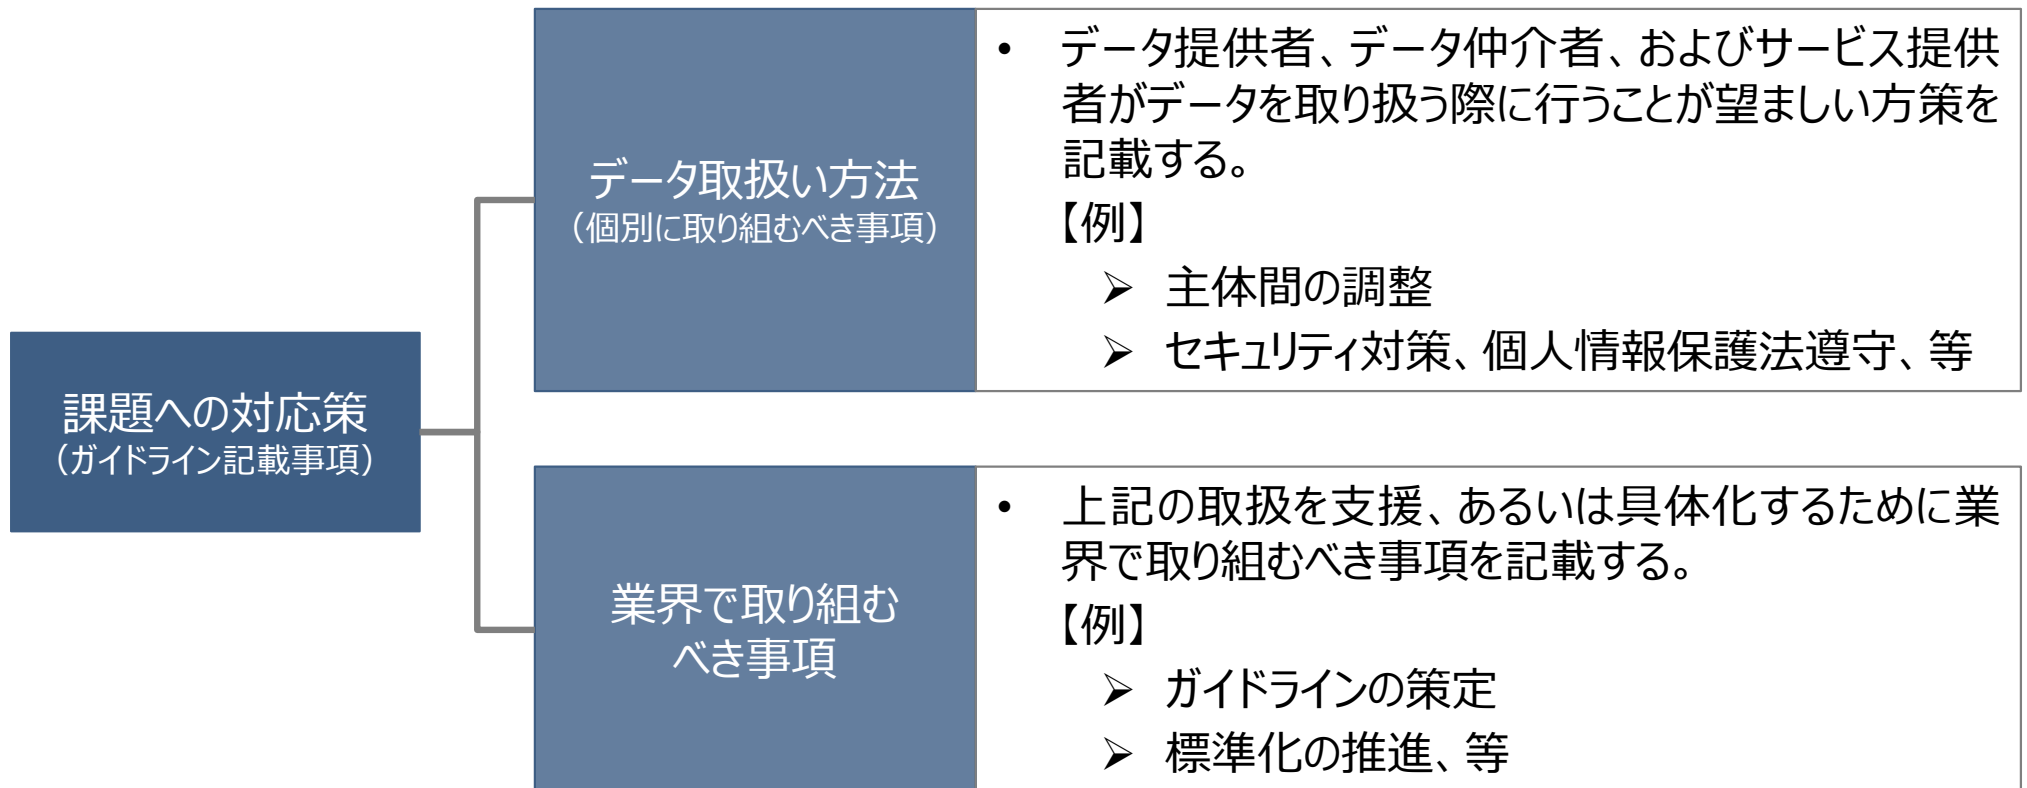 課題への対応策
（ガイドライン記載事項）
データ取扱い方法
（個別に取り組むべき事項）
• データ提供者、データ仲介者、およびサービス提供
者がデータを取り扱う際に行うことが望ましい方策を
記載する。
【例】
➢ 主体間の調整
➢ セキュリティ対策、個人情報保護法遵守、等
業界で取り組む
べき事項
• 上記の取扱を支援、あるいは具体化するために業
界で取り組むべき事項を記載する。
【例】
➢ ガイドラインの策定
➢ 標準化の推進、等